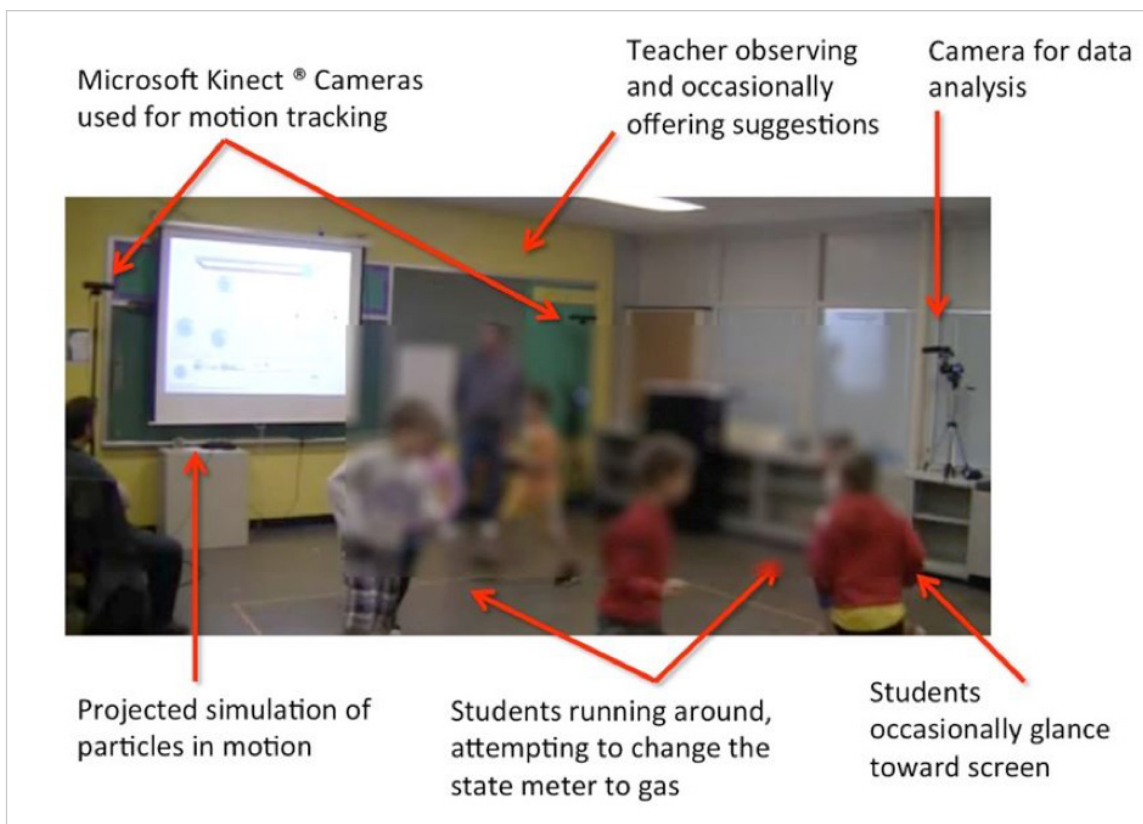 Microsoft Kinect ® Cameras
used for motion tracking
Teacher observing
and occasionally
offering suggestions
Camera for data
analysis
Projected simulation of
particles in motion
Students running around,
attempting to change the
state meter to gas
Students
occasionally glance
toward screen